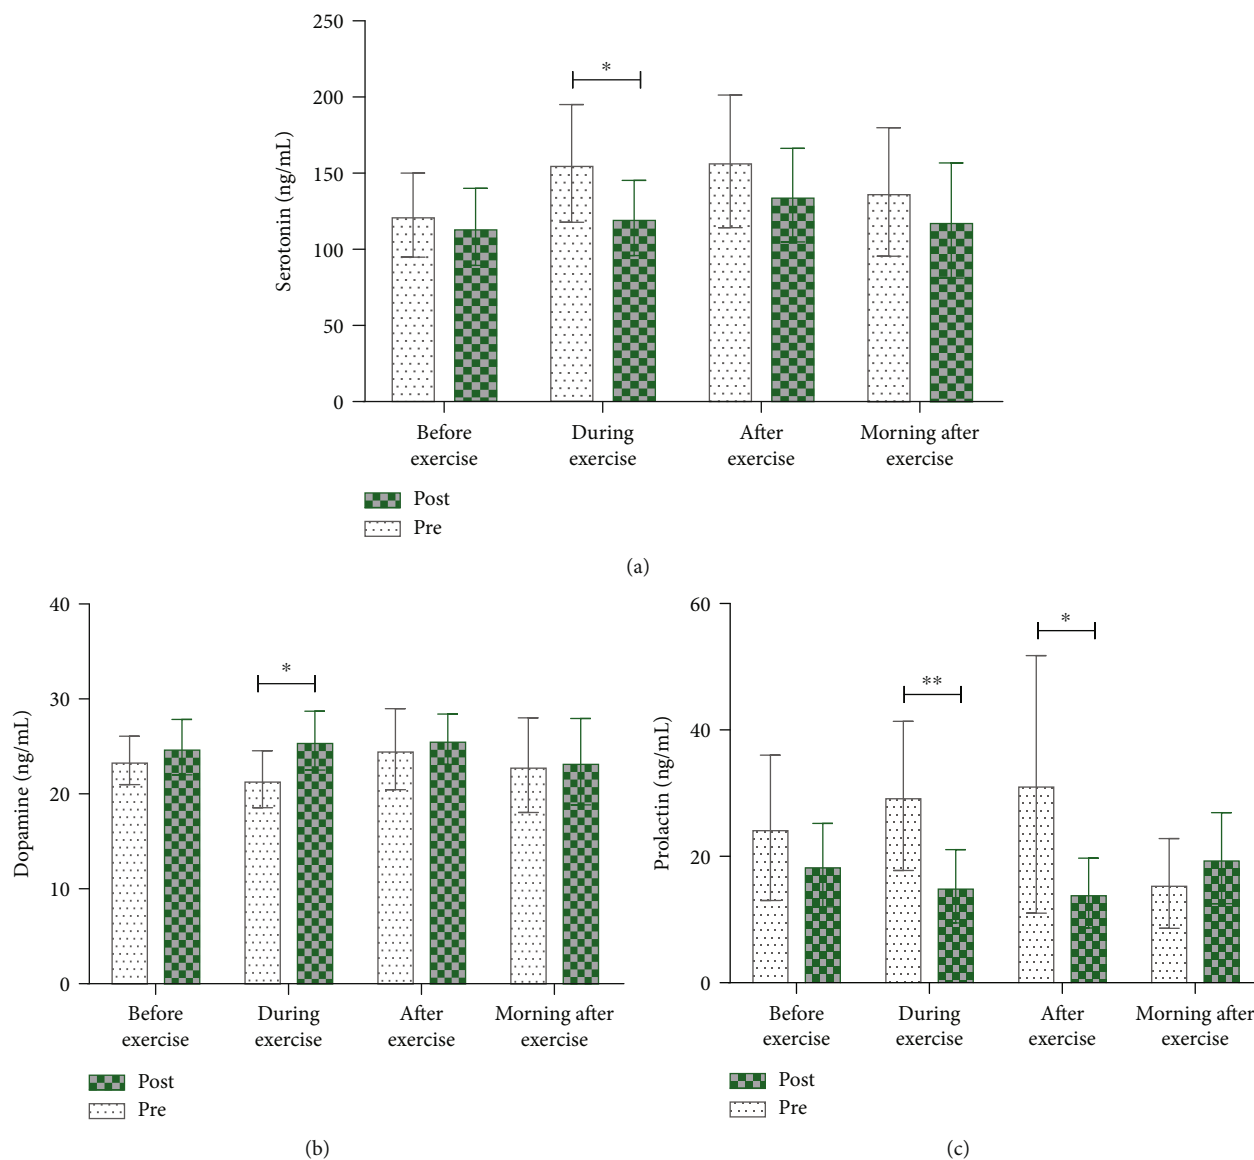 250
200
150
100
50
0
Serotonin (ng/mL)
*
Before
exercise
During
exercise
After
exercise
Morning after
exercise
Post
Pre
(a)
40
30
20
10
0
Dopamine (ng/mL)
*
Before
exercise
During
exercise
After
exercise
Morning after
exercise
Post
Pre
(b)
60
40
20
0
Prolactin (ng/mL)
**
*
Before
exercise
During
exercise
After
exercise
Morning after
exercise
Post
Pre
(c)